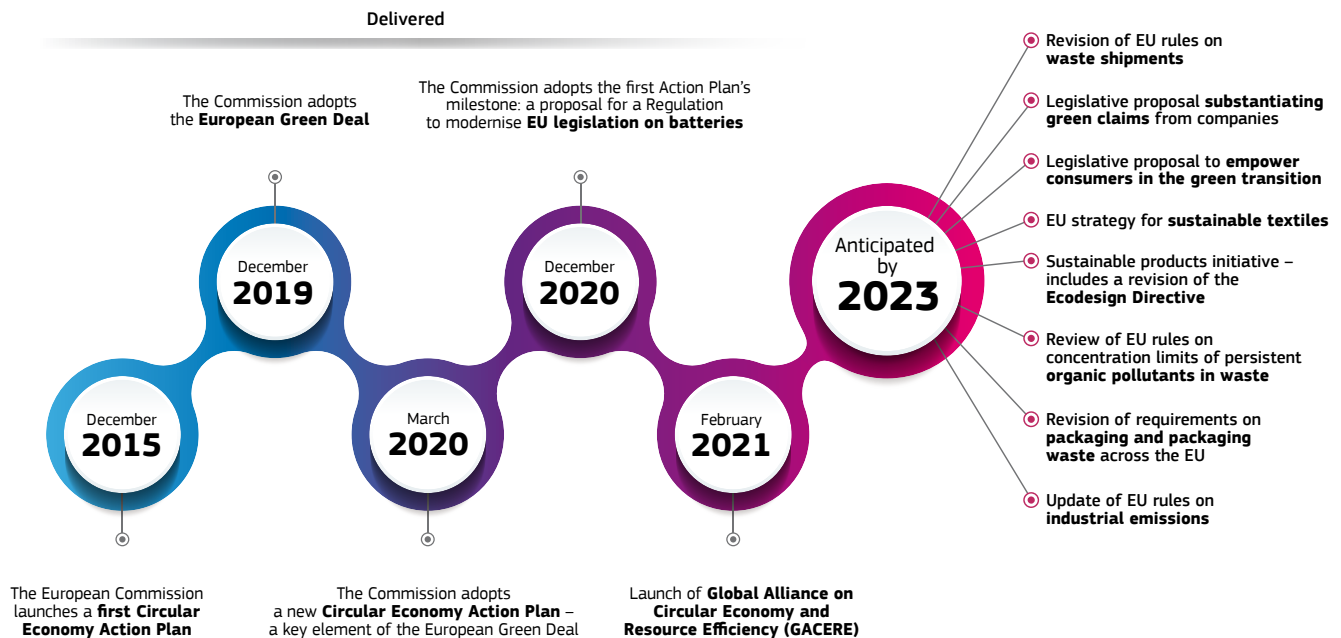 Delivered
The Commission adopts
the European Green Deal
The Commission adopts the first Action Plan's
milestone: a proposal for a Regulation
to modernise EU legislation on batteries
December
2015
December
2019
March
2020
December
2020
February
2021
Anticipated
by
2023
The European Commission
launches a first Circular
Economy Action Plan
The Commission adopts
a new Circular Economy Action Plan –
a key element of the European Green Deal
Launch of Global Alliance on
Circular Economy and
Resource Efficiency (GACERE)
Revision of EU rules on
waste shipments
Legislative proposal substantiating
green claims from companies
Legislative proposal to empower
consumers in the green transition
EU strategy for sustainable textiles
Sustainable products initiative –
includes a revision of the
Ecodesign Directive
Review of EU rules on
concentration limits of persistent
organic pollutants in waste
Revision of requirements on
packaging and packaging
waste across the EU
Update of EU rules on
industrial emissions